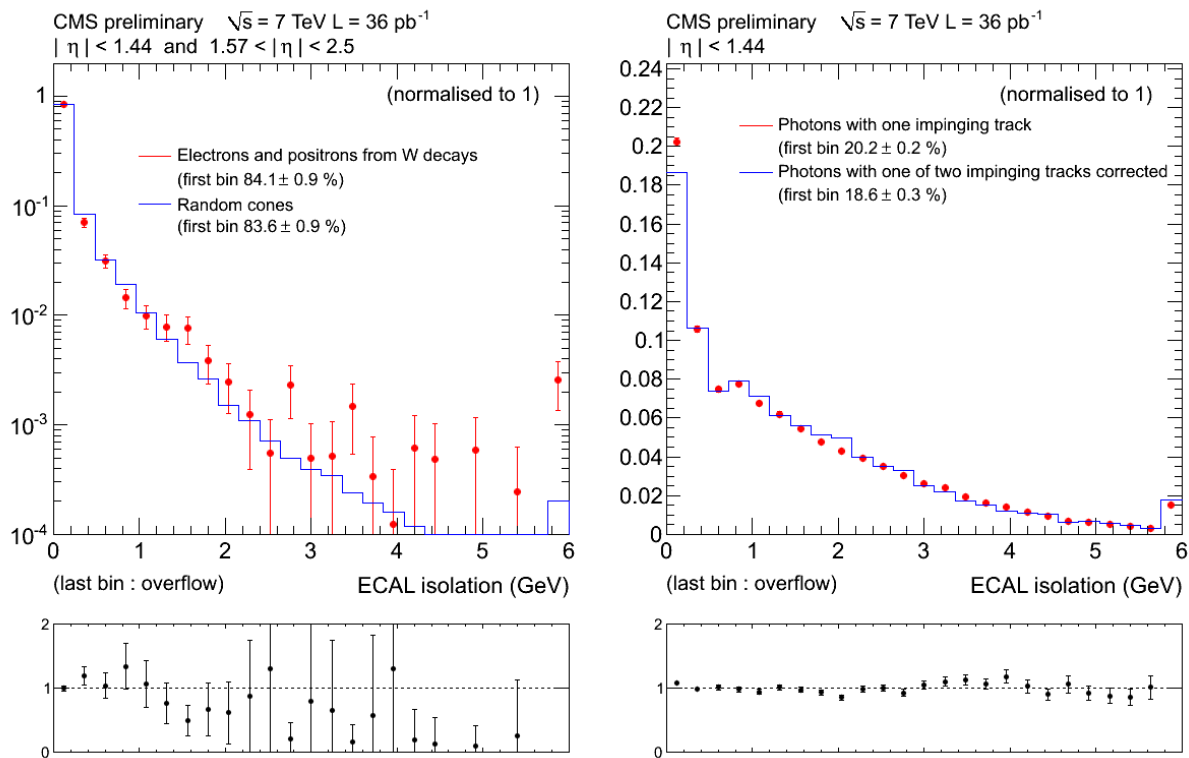 CMS preliminary √s = 7 TeV L = 36 pb⁻¹
| η | < 1.44 and 1.57 < | η | < 2.5
(normalised to 1)
Electrons and positrons from W decays
(first bin 84.1 ± 0.9 %)
Random cones
(first bin 83.6 ± 0.9 %)
1
10⁻¹
10⁻²
10⁻³
10⁻⁴
0 1 2 3 4 5 6
(last bin : overflow) ECAL isolation (GeV)
2
1
0
CMS preliminary √s = 7 TeV L = 36 pb⁻¹
| η | < 1.44
(normalised to 1)
Photons with one impinging track
(first bin 20.2 ± 0.2 %)
Photons with one of two impinging tracks corrected
(first bin 18.6 ± 0.3 %)
0.24
0.22
0.2
0.18
0.16
0.14
0.12
0.1
0.08
0.06
0.04
0.02
0
0 1 2 3 4 5 6
(last bin : overflow) ECAL isolation (GeV)
2
1
0